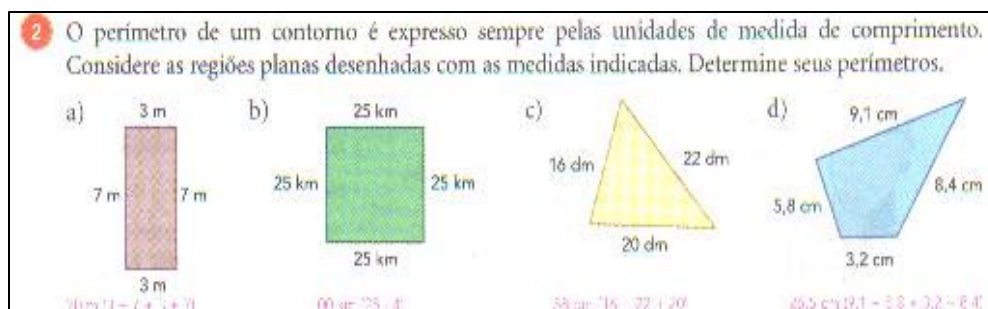 2 O perímetro de um contorno é expresso sempre pelas unidades de medida de comprimento.
Considere as regiões planas desenhadas com as medidas indicadas. Determine seus perímetros.
a) 3 m
7 m
7 m
3 m
b) 25 km
25 km
25 km
25 km
c)
16 dm
22 dm
20 dm
d)
9,1 cm
5,8 cm
8,4 cm
3,2 cm